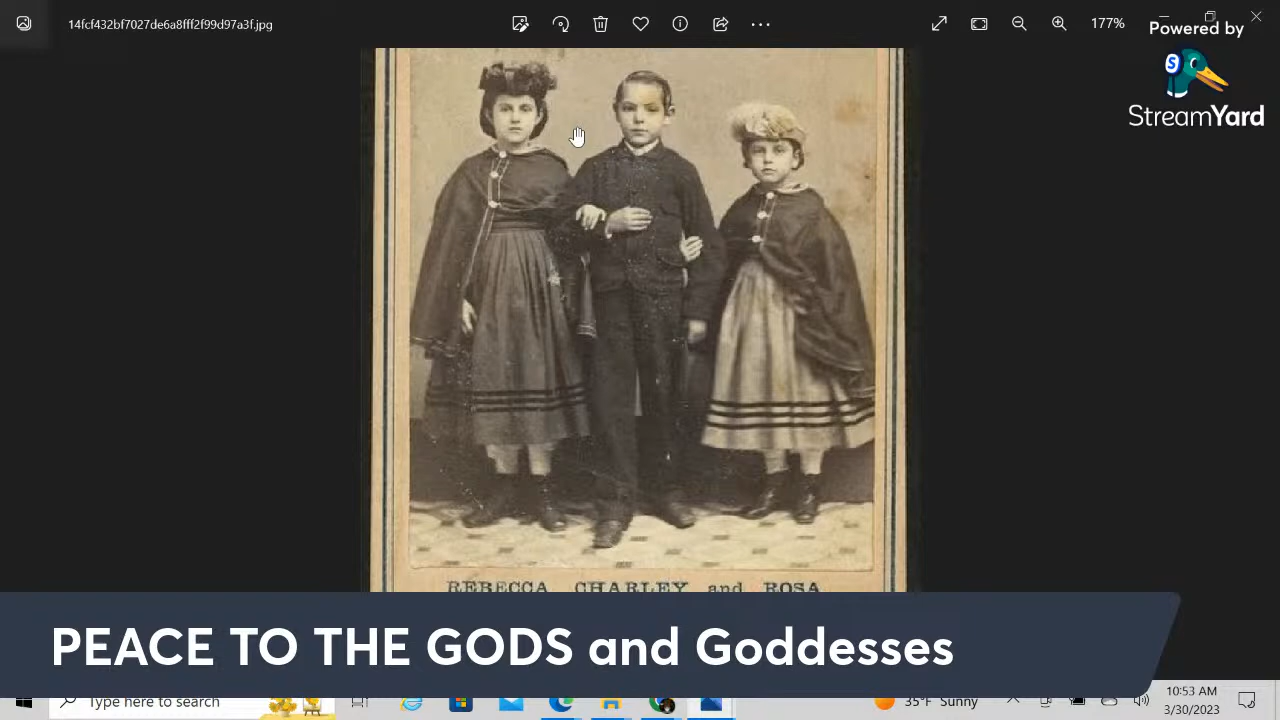 14fcf432bf7027de6a8fff2f99d97a3f.jpg
177%
Powered by
S
StreamYard
REBECCA, CHARLEY and ROSA
PEACE TO THE GODS and Goddesses
Type here to search
35°F Sunny
10:53 AM
3/30/2023